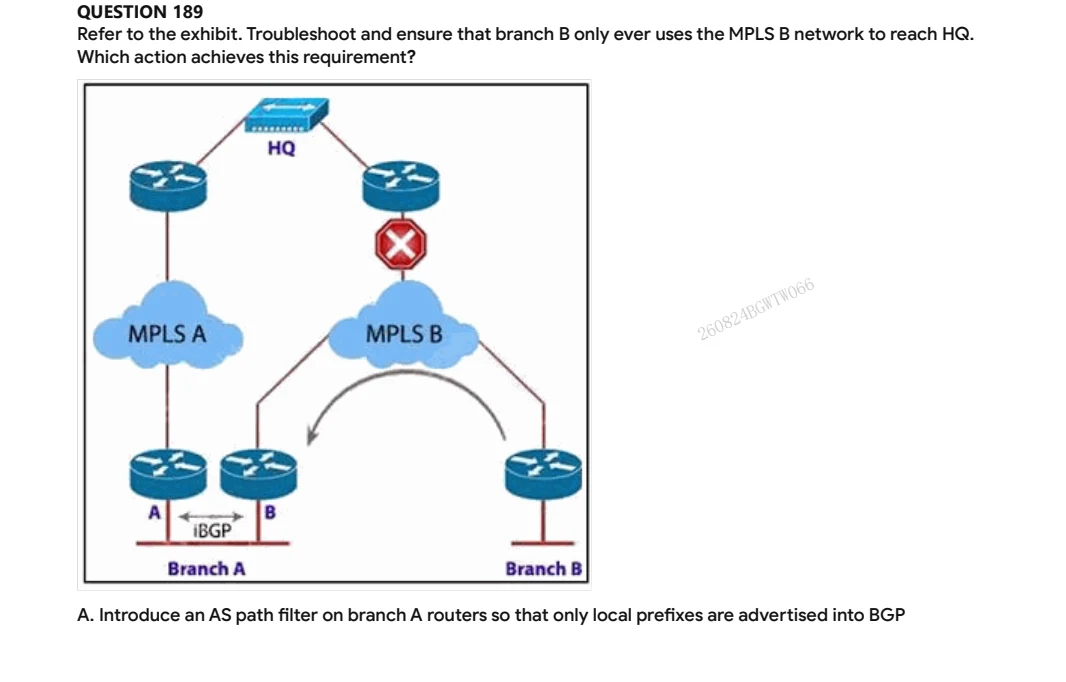 QUESTION 189
Refer to the exhibit. Troubleshoot and ensure that branch B only ever uses the MPLS B network to reach HQ.
Which action achieves this requirement?
HQ
MPLS A
MPLS B
260824BGWTW066
A
B
iBGP
Branch A
Branch B
A. Introduce an AS path filter on branch A routers so that only local prefixes are advertised into BGP